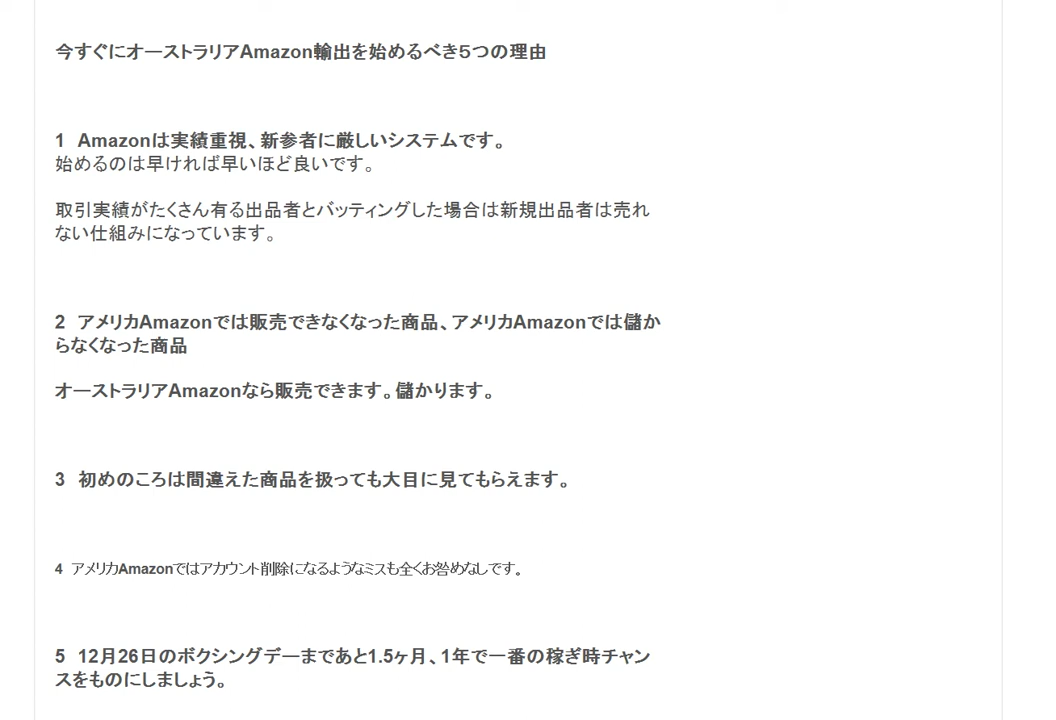 今すぐにオーストラリアAmazon輸出を始めるべき5つの理由
1　Amazonは実績重視、新参者に厳しいシステムです。
始めるのは早ければ早いほど良いです。
取引実績がたくさん有る出品者とバッティングした場合は新規出品者は売れ
ない仕組みになっています。
2　アメリカAmazonでは販売できなくなった商品、アメリカAmazonでは儲か
らなくなった商品
オーストラリアAmazonなら販売できます。儲かります。
3　初めのころは間違えた商品を扱っても大目に見てもらえます。
4　アメリカAmazonではアカウント削除になるようなミスも全くお咎めなしです。
5　12月26日のボクシングデーまであと1.5ヶ月、1年で一番の稼ぎ時チャン
スをものにしましょう。